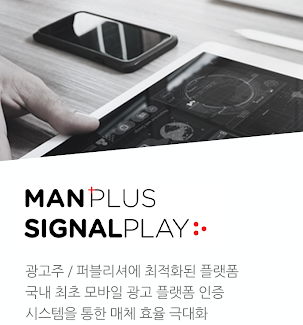 MAN PLUS
SIGNALPLAY
광고주 / 퍼블리셔에 최적화된 플랫폼
국내 최초 모바일 광고 플랫폼 인증
시스템을 통한 매체 효율 극대화